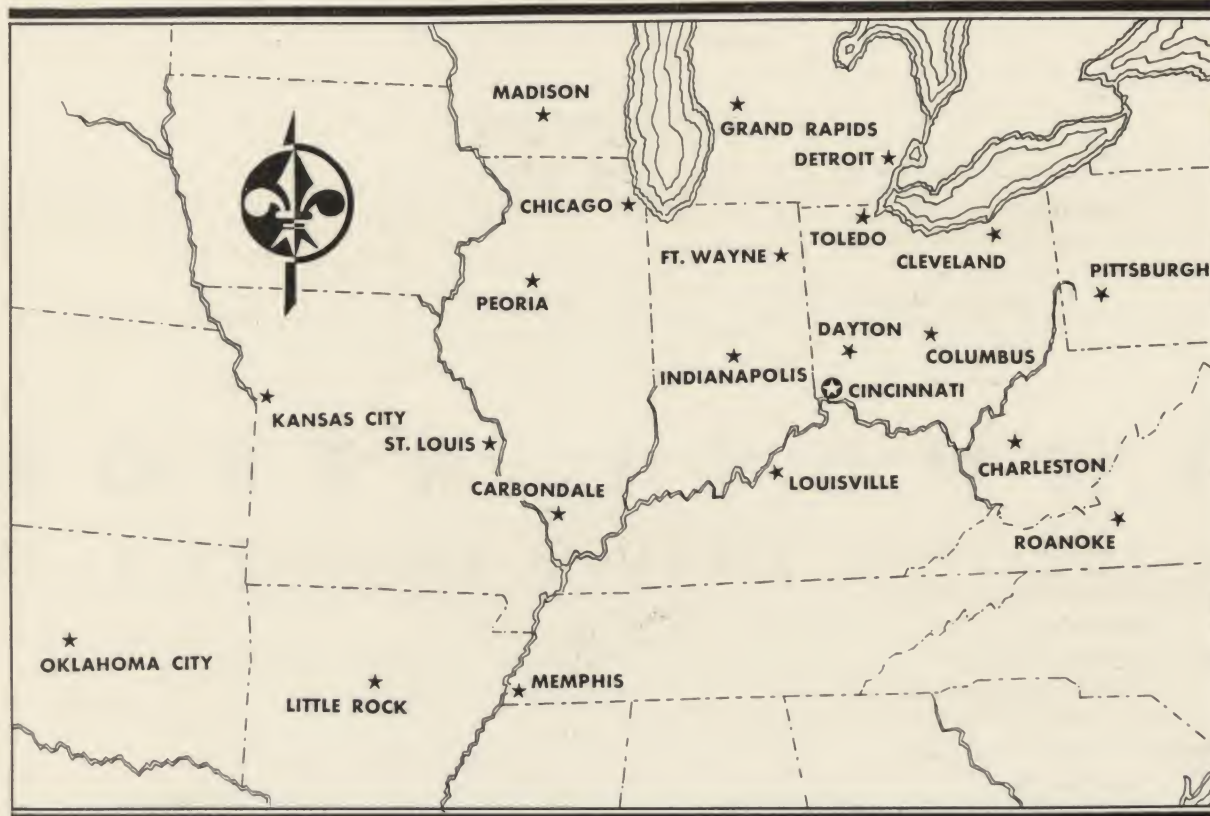 MADISON
GRAND RAPIDS
DETROIT
CHICAGO
TOLEDO
FT. WAYNE
CLEVELAND
PITTSBURGH
PEORIA
DAYTON
COLUMBUS
INDIANAPOLIS
CINCINNATI
KANSAS CITY
ST. LOUIS
CHARLESTON
LOUISVILLE
CARBONDALE
ROANOKE
OKLAHOMA CITY
MEMPHIS
LITTLE ROCK